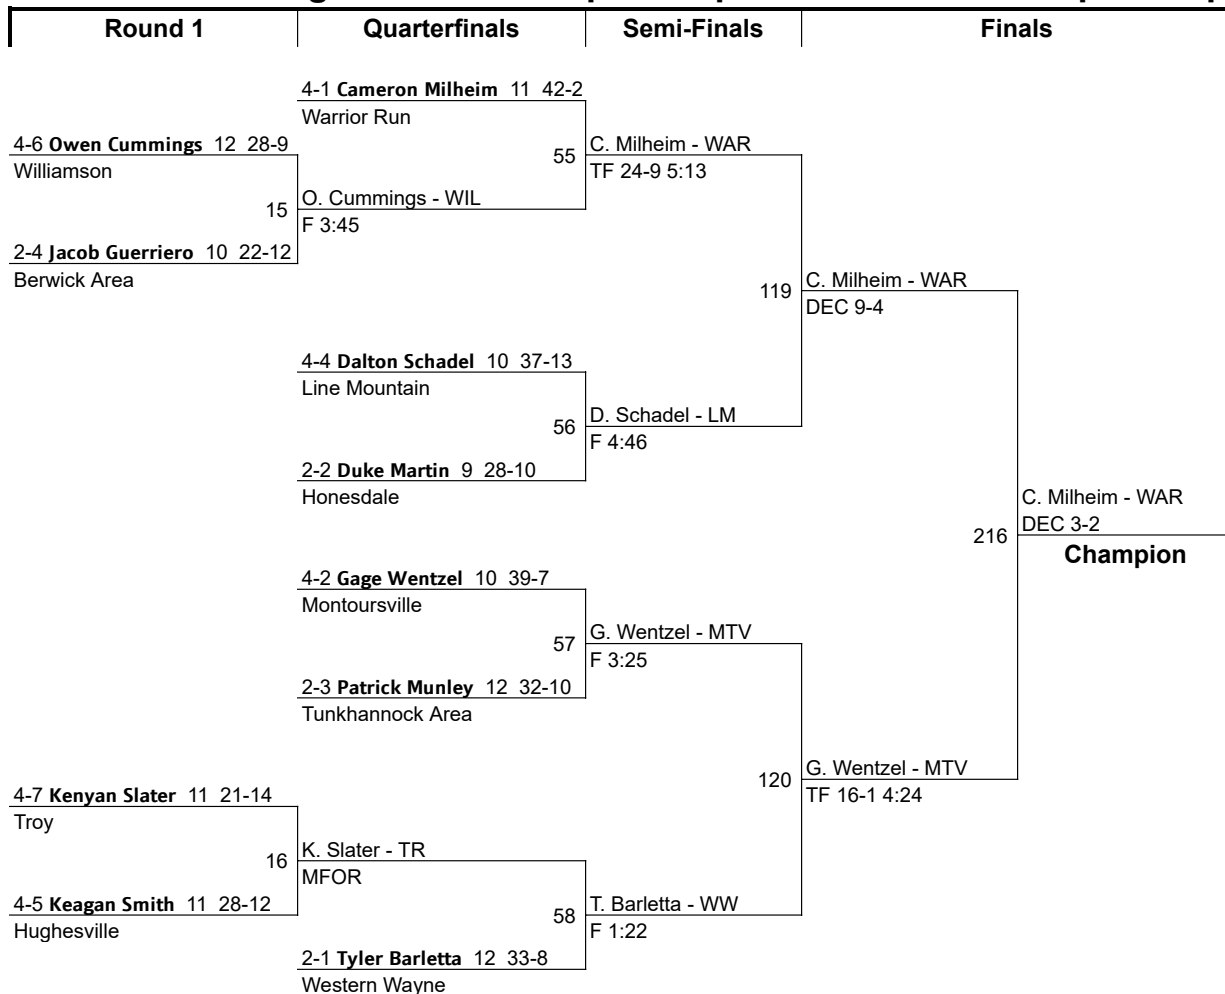 Round 1
Quarterfinals
Semi-Finals
Finals
4-1 Cameron Milheim 11 42-2
Warrior Run
4-6 Owen Cummings 12 28-9
Williamson
55
C. Milheim - WAR
TF 24-9 5:13
15
O. Cummings - WIL
F 3:45
2-4 Jacob Guerriero 10 22-12
Berwick Area
119
C. Milheim - WAR
DEC 9-4
4-4 Dalton Schadel 10 37-13
Line Mountain
56
D. Schadel - LM
F 4:46
2-2 Duke Martin 9 28-10
Honesdale
216
C. Milheim - WAR
DEC 3-2
Champion
4-2 Gage Wentzel 10 39-7
Montoursville
57
G. Wentzel - MTV
F 3:25
2-3 Patrick Munley 12 32-10
Tunkhannock Area
120
G. Wentzel - MTV
TF 16-1 4:24
4-7 Kenyan Slater 11 21-14
Troy
16
K. Slater - TR
MFOR
4-5 Keagan Smith 11 28-12
Hughesville
58
T. Barletta - WW
F 1:22
2-1 Tyler Barletta 12 33-8
Western Wayne